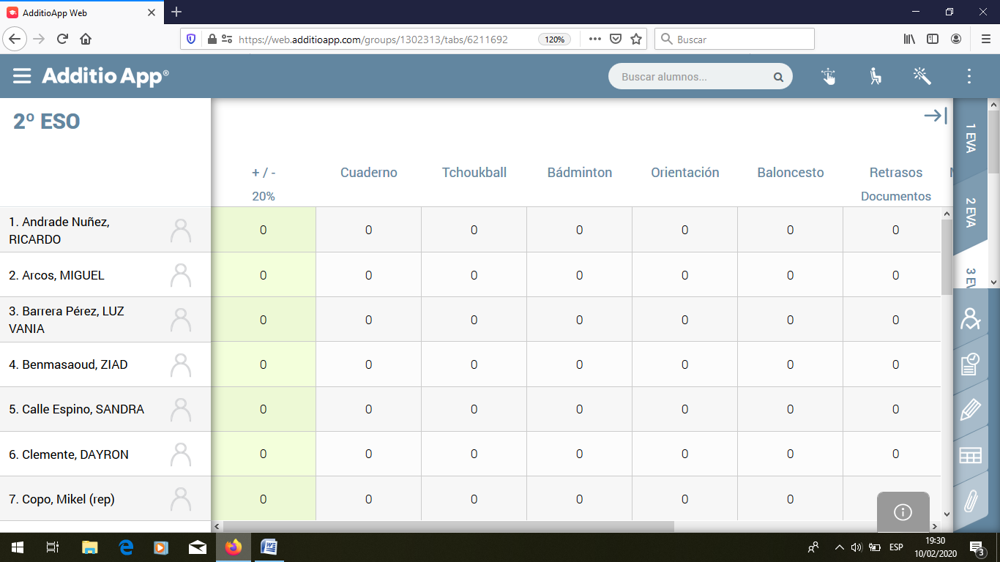 AdditioApp Web
https://web.additioapp.com/groups/1302313/tabs/6211692
120%
Buscar
Additio App®
Buscar alumnos...
2º ESO
1 EVA
2 EVA
3 EV
+ / - Cuaderno Tchoukball Bádminton Orientación Baloncesto Retrasos
20% Documentos
1. Andrade Nuñez,
RICARDO
0 0 0 0 0 0 0
2. Arcos, MIGUEL 0 0 0 0 0 0 0
3. Barrera Pérez, LUZ
VANIA
0 0 0 0 0 0 0
4. Benmasaoud, ZIAD 0 0 0 0 0 0 0
5. Calle Espino, SANDRA 0 0 0 0 0 0 0
6. Clemente, DAYRON 0 0 0 0 0 0 0
7. Copo, Mikel (rep) 0 0 0 0 0 0
ESP
19:30
10/02/2020
3